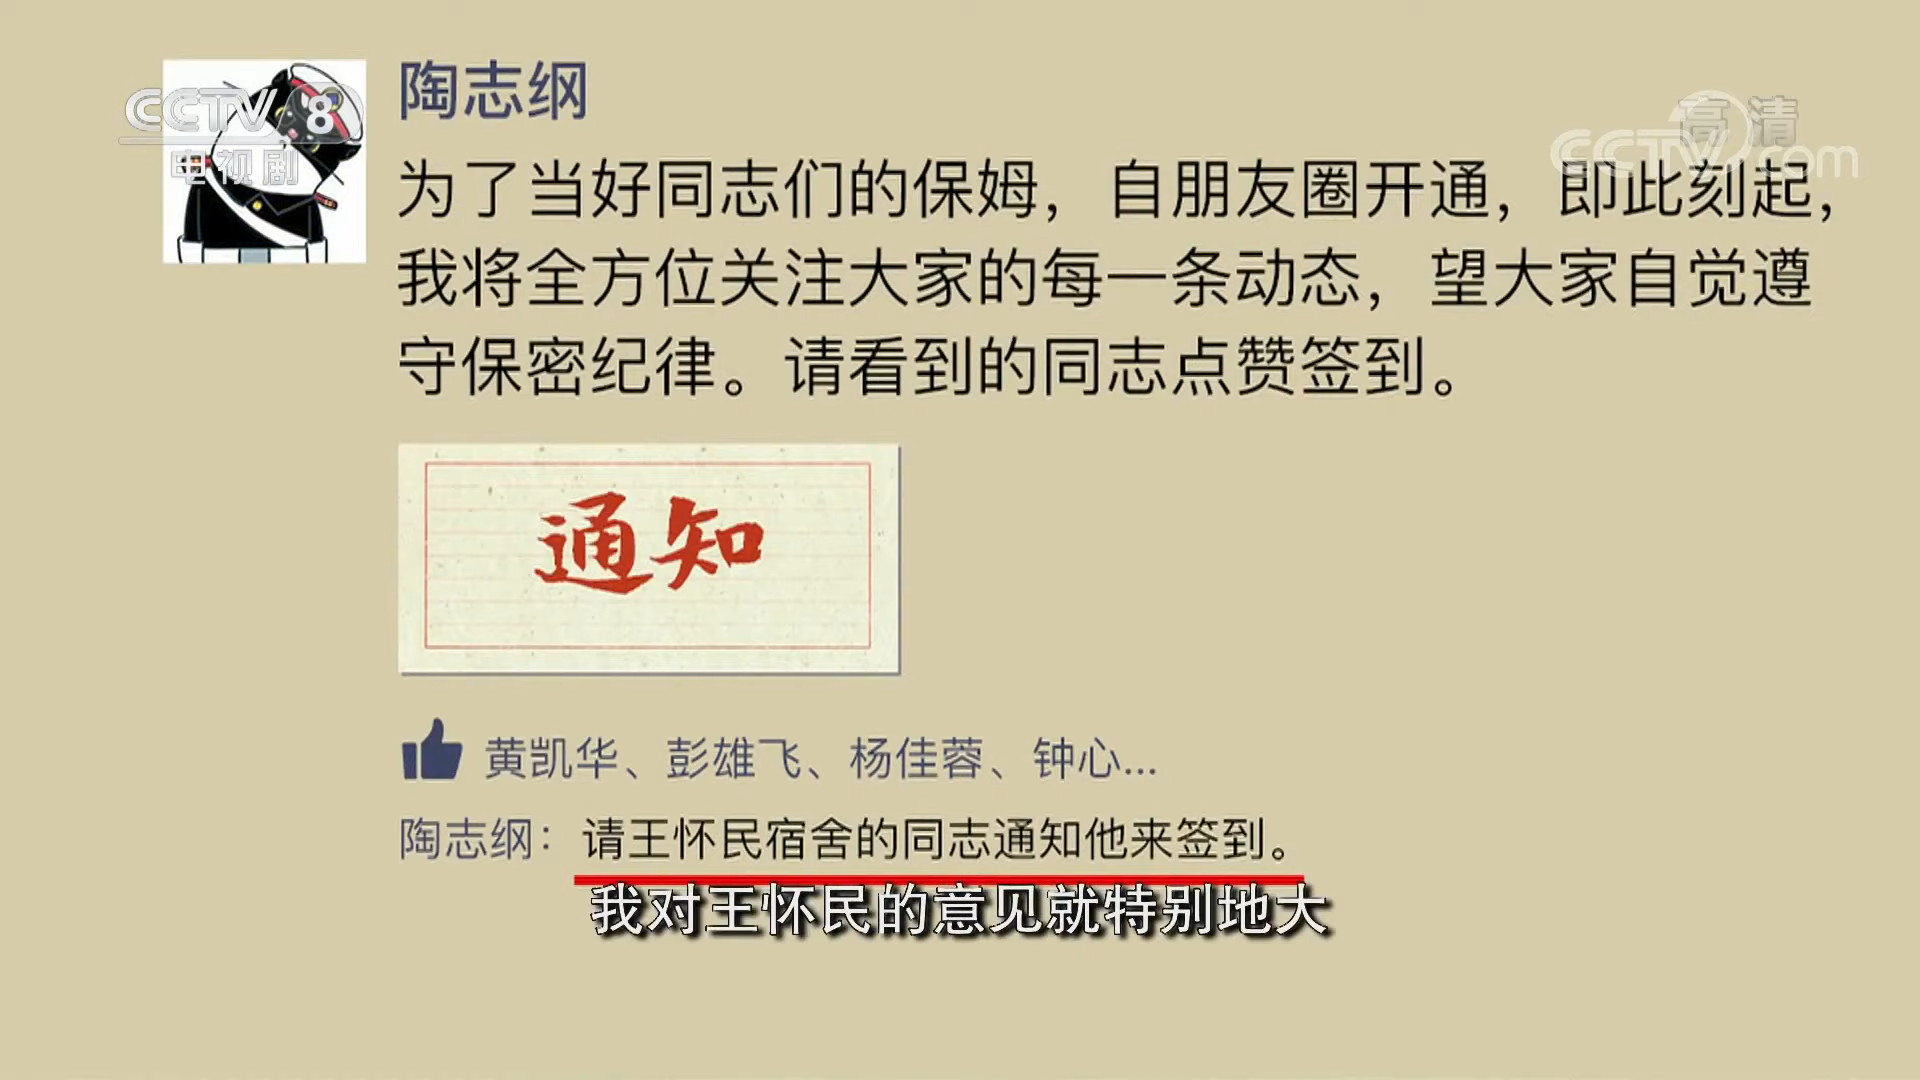 CCTV 8
电视剧
高清
CCTV.com
陶志纲
为了当好同志们的保姆，自朋友圈开通，即此刻起，
我将全方位关注大家的每一条动态，望大家自觉遵
守保密纪律。请看到的同志点赞签到。
通知
黄凯华、彭雄飞、杨佳蓉、钟心...
陶志纲：请王怀民宿舍的同志通知他来签到。
我对王怀民的意见就特别地大